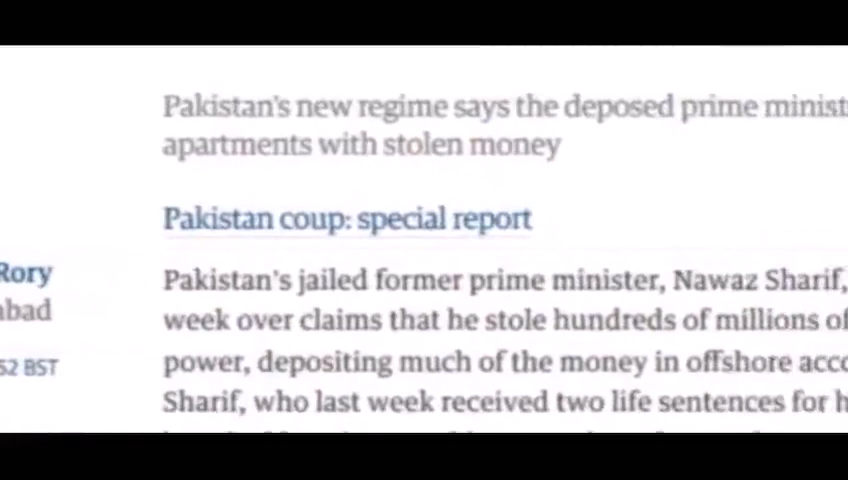 Pakistan's new regime says the deposed prime minist
apartments with stolen money
Pakistan coup: special report
Rory
Pakistan's jailed former prime minister, Nawaz Sharif,
bad
week over claims that he stole hundreds of millions of
52 BST
power, depositing much of the money in offshore acco
Sharif, who last week received two life sentences for h